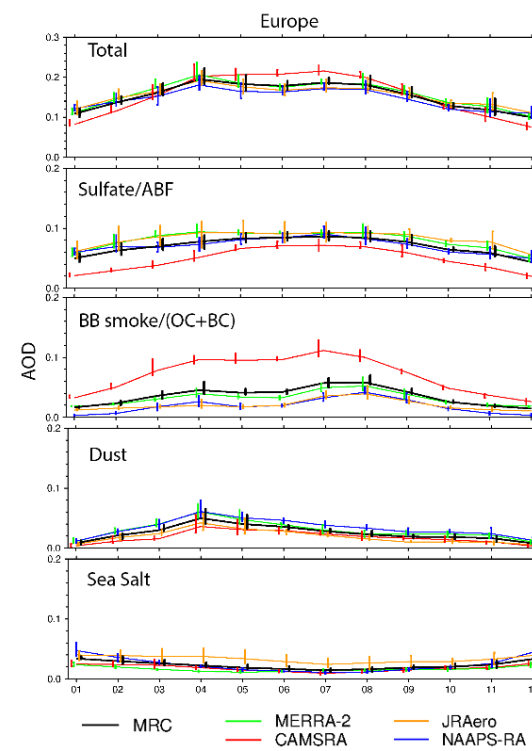 Europe
Total
0.3
0.2
0.1
0.0
Sulfate/ABF
0.2
0.1
0.0
BB smoke/(OC+BC)
0.2
0.1
0.0
AOD
Dust
0.2
0.1
0.0
Sea Salt
0.2
0.1
0.0
01 02 03 04 05 06 07 08 09 10 11 12
MRC MERRA-2 JRAero
CAMSRA NAAPS-RA